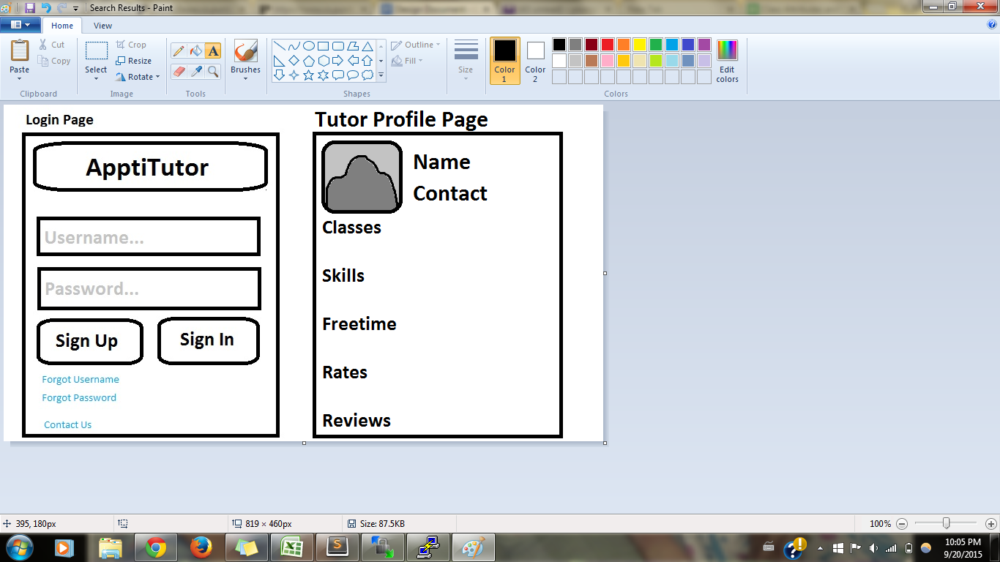 Search Results - Paint
Home View
Paste
Cut
Copy
Clipboard
Select
Crop
Resize
Rotate
Image
Tools
Brushes
Shapes
Outline
Fill
Size
Color 1
Color 2
Edit colors
Colors
Login Page
ApptiTutor
Username...
Password...
Sign Up Sign In
Forgot Username
Forgot Password
Contact Us
Tutor Profile Page
Name
Contact
Classes
Skills
Freetime
Rates
Reviews
395, 180px 819 × 460px Size: 87.5KB 100%
10:05 PM
9/20/2015